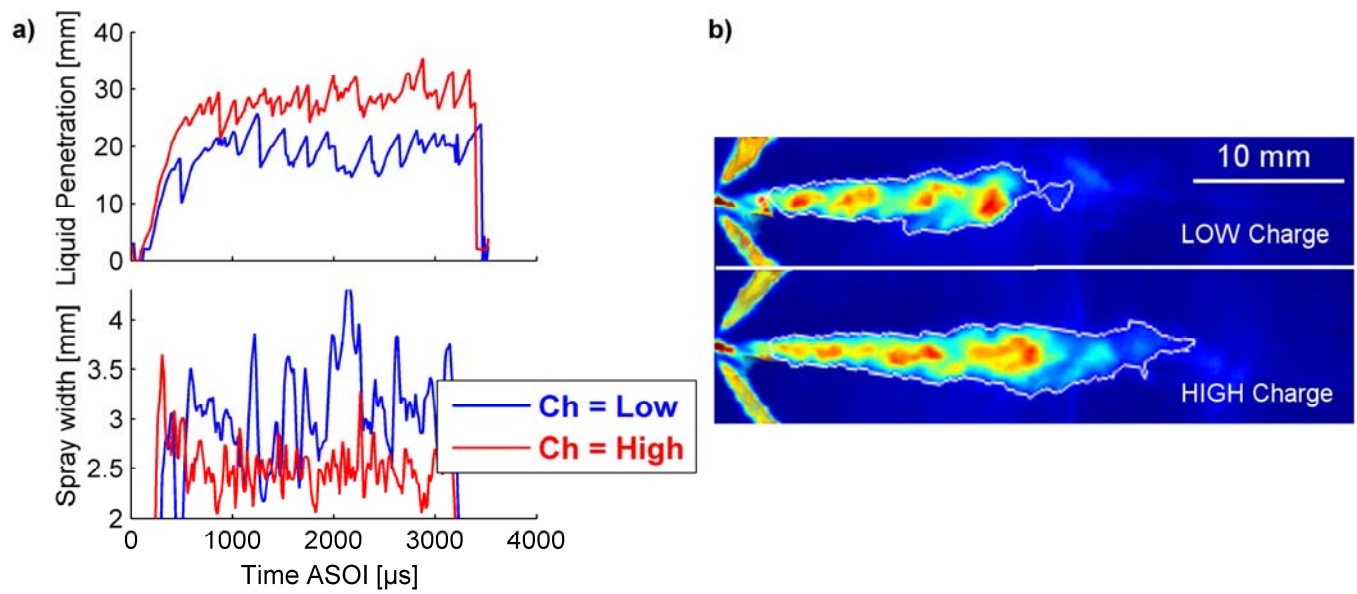 a)
Liquid Penetration [mm]
40
30
20
10
0
Spray width [mm]
4
3.5
3
2.5
2
0 1000 2000 3000 4000
Time ASOI [µs]
Ch = Low
Ch = High
b)
10 mm
LOW Charge
HIGH Charge